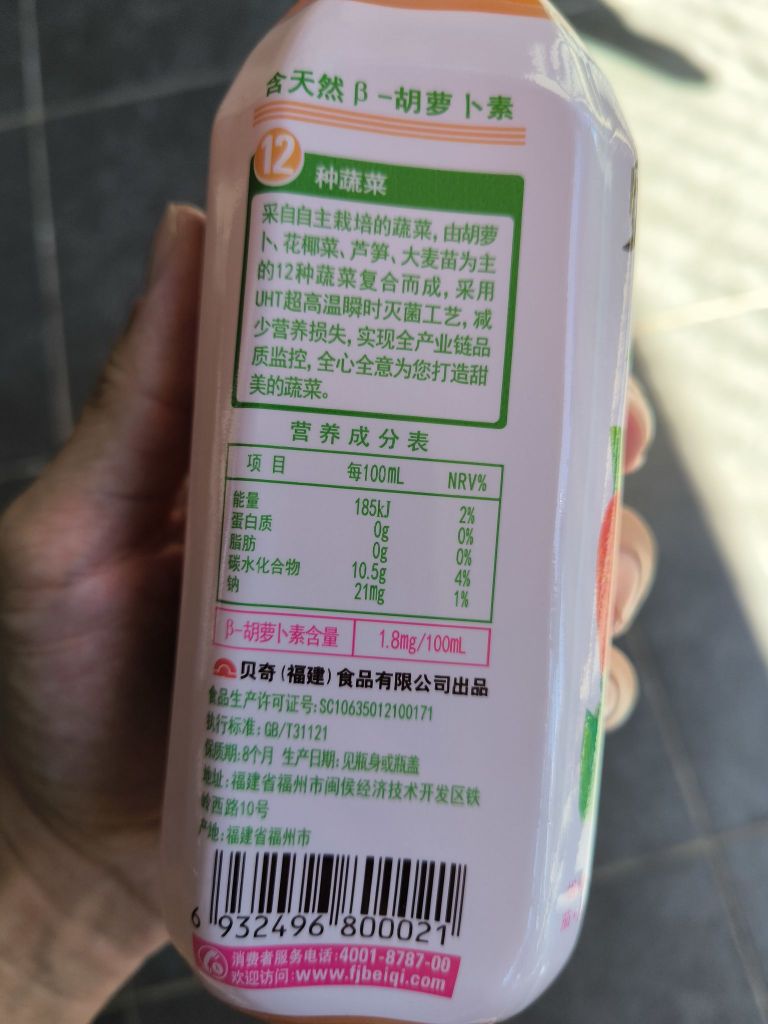 含天然β-胡萝卜素
12
种蔬菜
采自自主栽培的蔬菜,由胡萝
卜、花椰菜、芦笋、大麦苗为主
的12种蔬菜复合而成,采用
UHT超高温瞬时灭菌工艺,减
少营养损失,实现全产业链品
质监控,全心全意为您打造甜
美的蔬菜。
营养成分表
项目 每100mL NRV%
能量 185kJ 2%
蛋白质 0g 0%
脂肪 0g 0%
碳水化合物 10.5g 4%
钠 21mg 1%
β-胡萝卜素含量 1.8mg/100mL
贝奇(福建)食品有限公司出品
食品生产许可证号:SC10635012100171
执行标准:GB/T31121
保质期:8个月 生产日期:见瓶身或瓶盖
地址:福建省福州市闽侯经济技术开发区铁
岭西路10号
产地:福建省福州市
6 932496 800021
消费者服务电话:4001-8787-00
欢迎访问:www.fjbeiqi.com